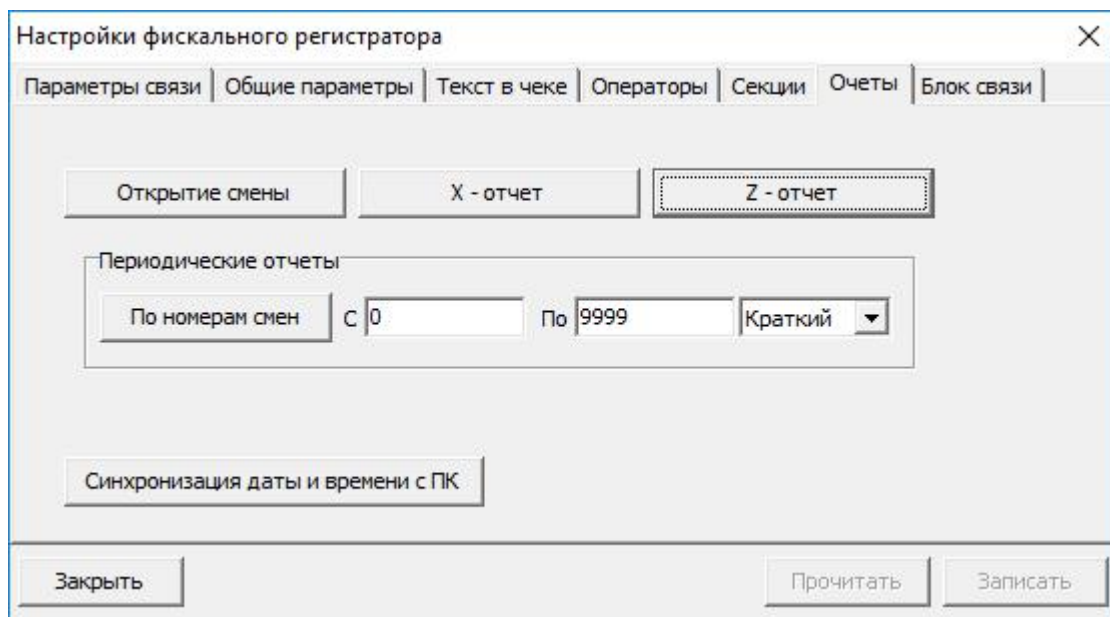 Настройки фискального регистратора
Параметры связи Общие параметры Текст в чеке Операторы Секции Очеты Блок связи
Открытие смены X - отчет Z - отчет
Периодические отчеты
По номерам смен С 0 По 9999 Краткий
Синхронизация даты и времени с ПК
Закрыть Прочитать Записать